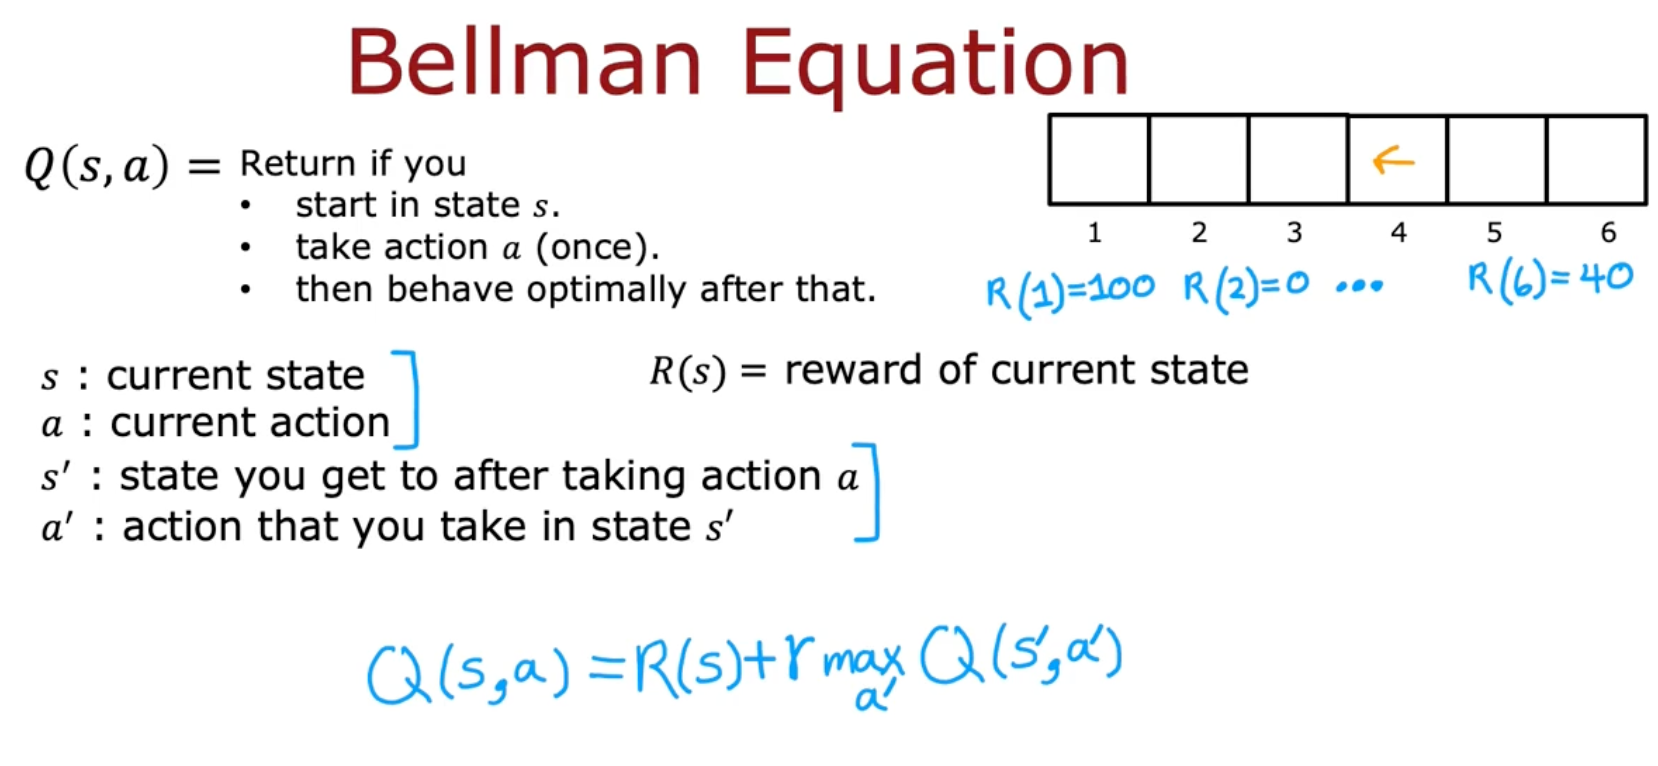 Bellman Equation
Q(s, a) = Return if you
• start in state s.
• take action a (once).
• then behave optimally after that.
←
1 2 3 4 5 6
R(1)=100 R(2)=0 ... R(6)=40
s : current state
a : current action
R(s) = reward of current state
s′ : state you get to after taking action a
a′ : action that you take in state s′
Q(s,a) = R(s)+γ max Q(s′,a′)
a′